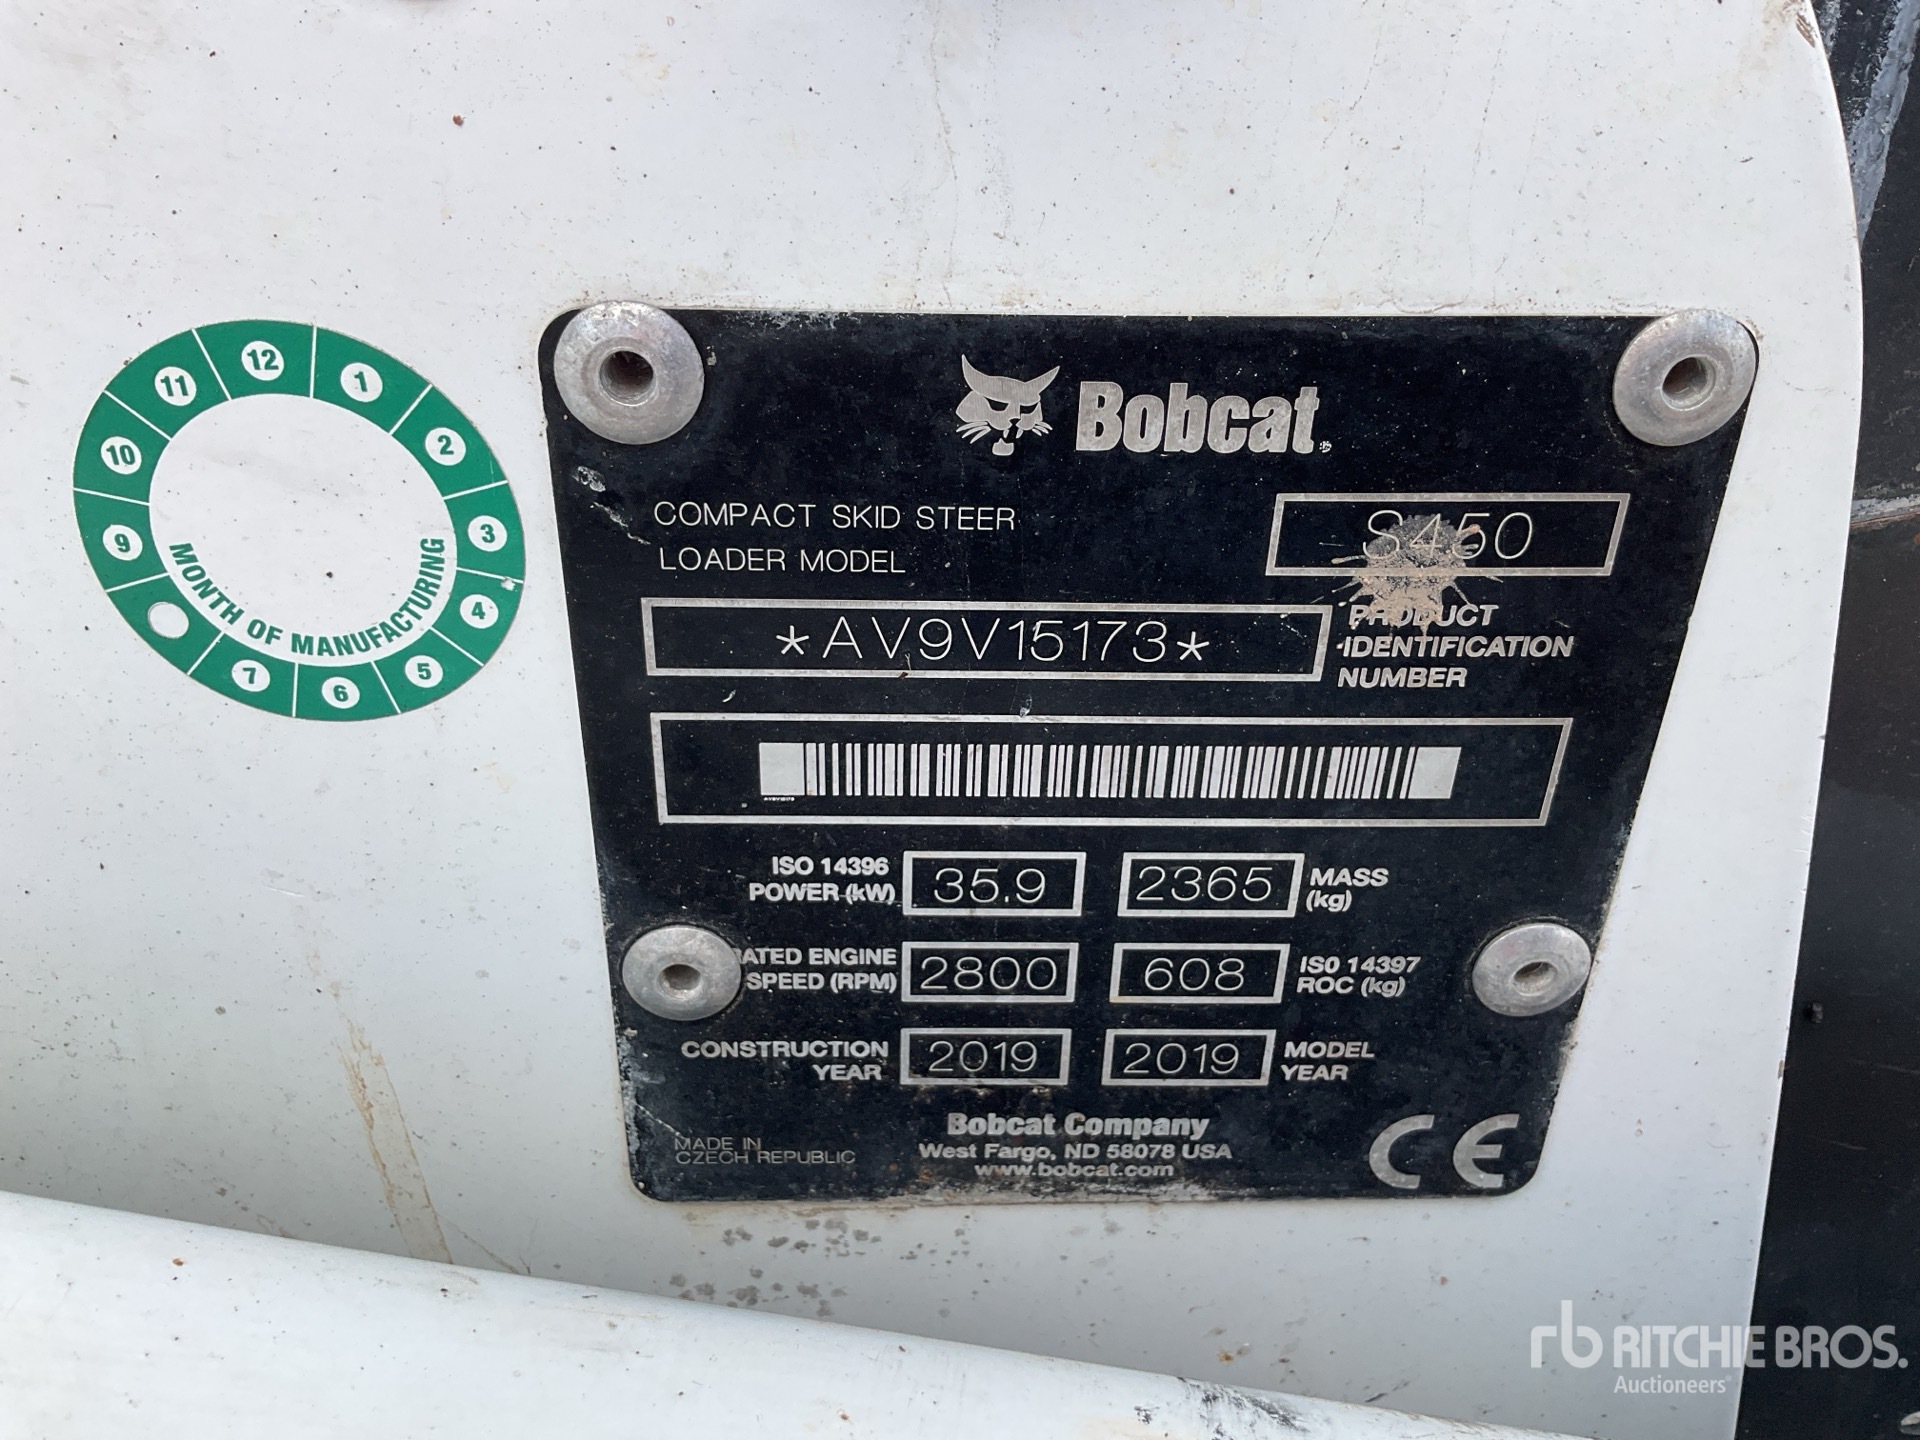 12
1
2
3
4
5
6
7
9
10
11
MONTH OF MANUFACTURING
Bobcat
COMPACT SKID STEER
LOADER MODEL
S450
*AV9V15173*
PRODUCT
IDENTIFICATION
NUMBER
ISO 14396
POWER (kW)
35.9
2365
MASS
(kg)
ATED ENGINE
SPEED (RPM)
2800
608
ISO 14397
ROC (kg)
CONSTRUCTION
YEAR
2019
2019
MODEL
YEAR
MADE IN
CZECH REPUBLIC
Bobcat Company
West Fargo, ND 58078 USA
www.bobcat.com
CE
rb RITCHIE BROS.
Auctioneers